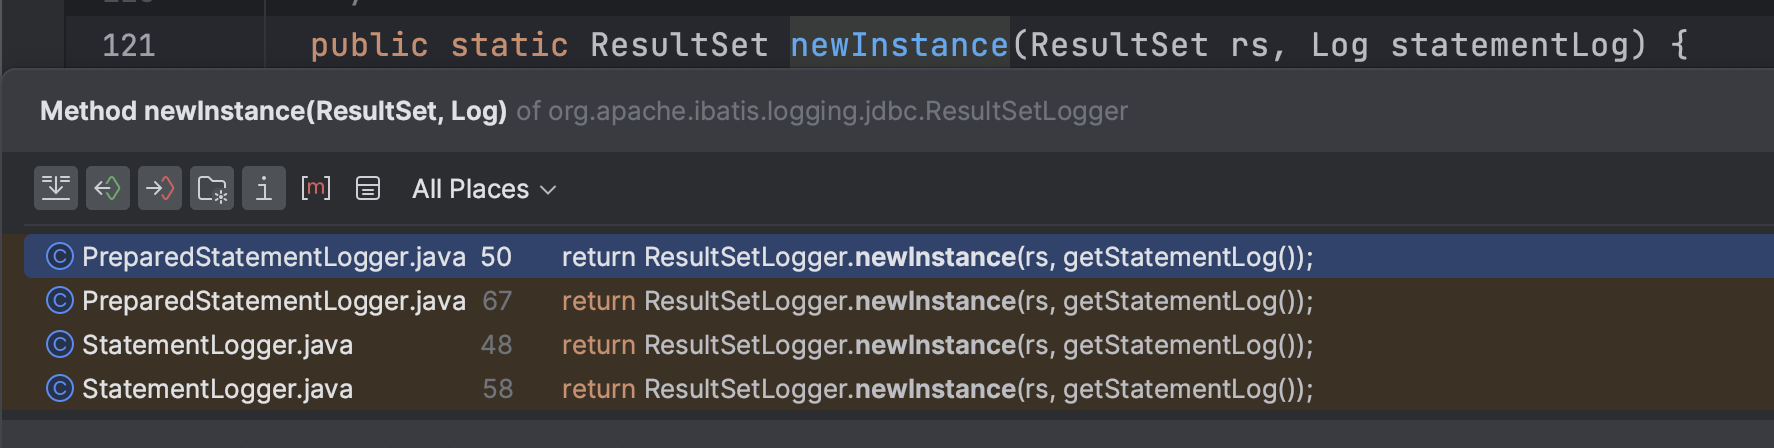 121 public static ResultSet newInstance(ResultSet rs, Log statementLog) {
Method newInstance(ResultSet, Log) of org.apache.ibatis.logging.jdbc.ResultSetLogger
i [m] All Places
C PreparedStatementLogger.java 50 return ResultSetLogger.newInstance(rs, getStatementLog());
C PreparedStatementLogger.java 67 return ResultSetLogger.newInstance(rs, getStatementLog());
C StatementLogger.java 48 return ResultSetLogger.newInstance(rs, getStatementLog());
C StatementLogger.java 58 return ResultSetLogger.newInstance(rs, getStatementLog());